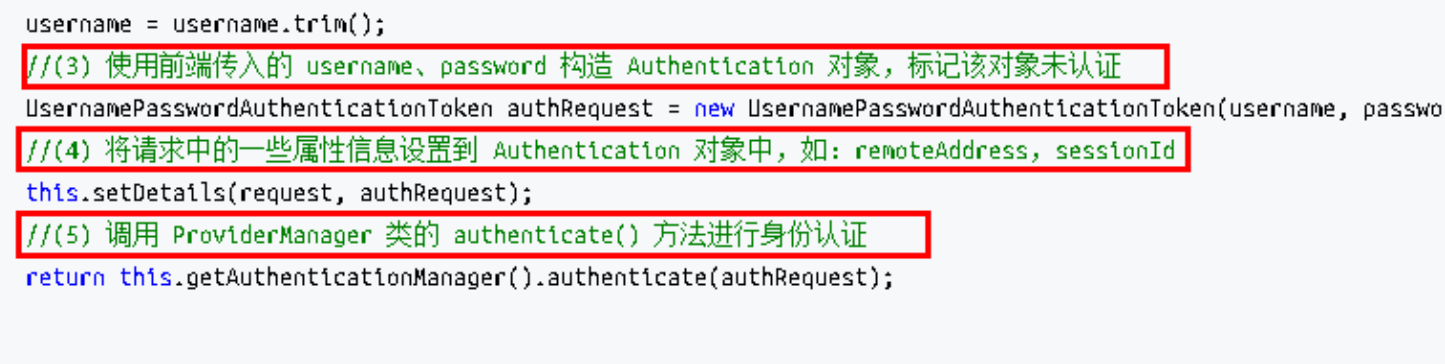 username = username.trim();
//(3) 使用前端传入的 username、password 构造 Authentication 对象，标记该对象未认证
UsernamePasswordAuthenticationToken authRequest = new UsernamePasswordAuthenticationToken(username, passwo
//(4) 将请求中的一些属性信息设置到 Authentication 对象中，如：remoteAddress，sessionId
this.setDetails(request, authRequest);
//(5) 调用 ProviderManager 类的 authenticate() 方法进行身份认证
return this.getAuthenticationManager().authenticate(authRequest);